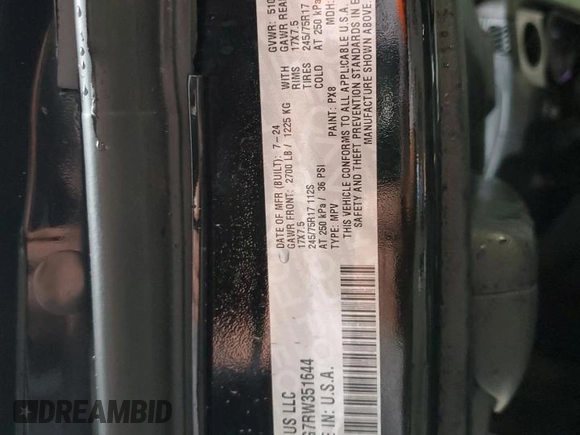 US LLC
DATE OF MFR (BUILT): 7-24
GVWR: 510
GAWR FRONT: 2700 LB / 1225 KG WITH GAWR REA
17X7.5 RIMS 17X7.5
245/75R17 112S TIRES 245/75R17
AT 250 kPa / 36 PSI COLD AT 250 kP
TYPE: MPV PAINT: PX8 MDH:
THIS VEHICLE CONFORMS TO ALL APPLICABLE U.S.A.
SAFETY AND THEFT PREVENTION STANDARDS IN E
MANUFACTURE SHOWN ABOVE
G7RW351644
E IN: U.S.A.
DREAMBID